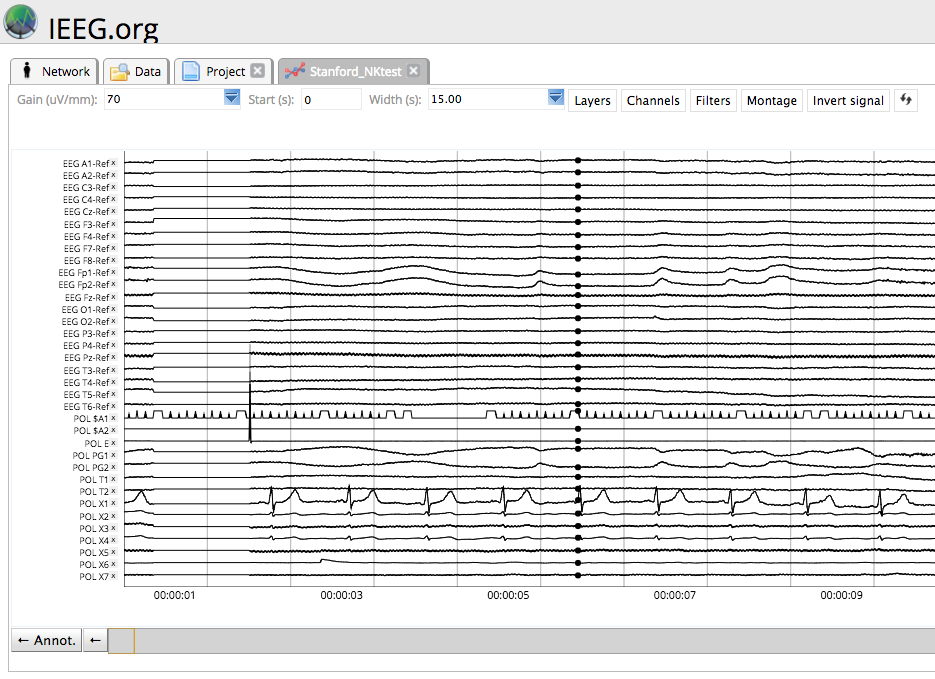 IEEG.org
Network Data Project Stanford_NKtest
Gain (uV/mm): 70 Start (s): 0 Width (s): 15.00 Layers Channels Filters Montage Invert signal
EEG A1-Ref x
EEG A2-Ref x
EEG C3-Ref x
EEG C4-Ref x
EEG Cz-Ref x
EEG F3-Ref x
EEG F4-Ref x
EEG F7-Ref x
EEG F8-Ref x
EEG Fp1-Ref x
EEG Fp2-Ref x
EEG Fz-Ref x
EEG O1-Ref x
EEG O2-Ref x
EEG P3-Ref x
EEG P4-Ref x
EEG Pz-Ref x
EEG T3-Ref x
EEG T4-Ref x
EEG T5-Ref x
EEG T6-Ref x
POL $A1 x
POL $A2 x
POL E x
POL PG1 x
POL PG2 x
POL T1 x
POL T2 x
POL X1 x
POL X2 x
POL X3 x
POL X4 x
POL X5 x
POL X6 x
POL X7 x
00:00:01 00:00:03 00:00:05 00:00:07 00:00:09
← Annot. ←